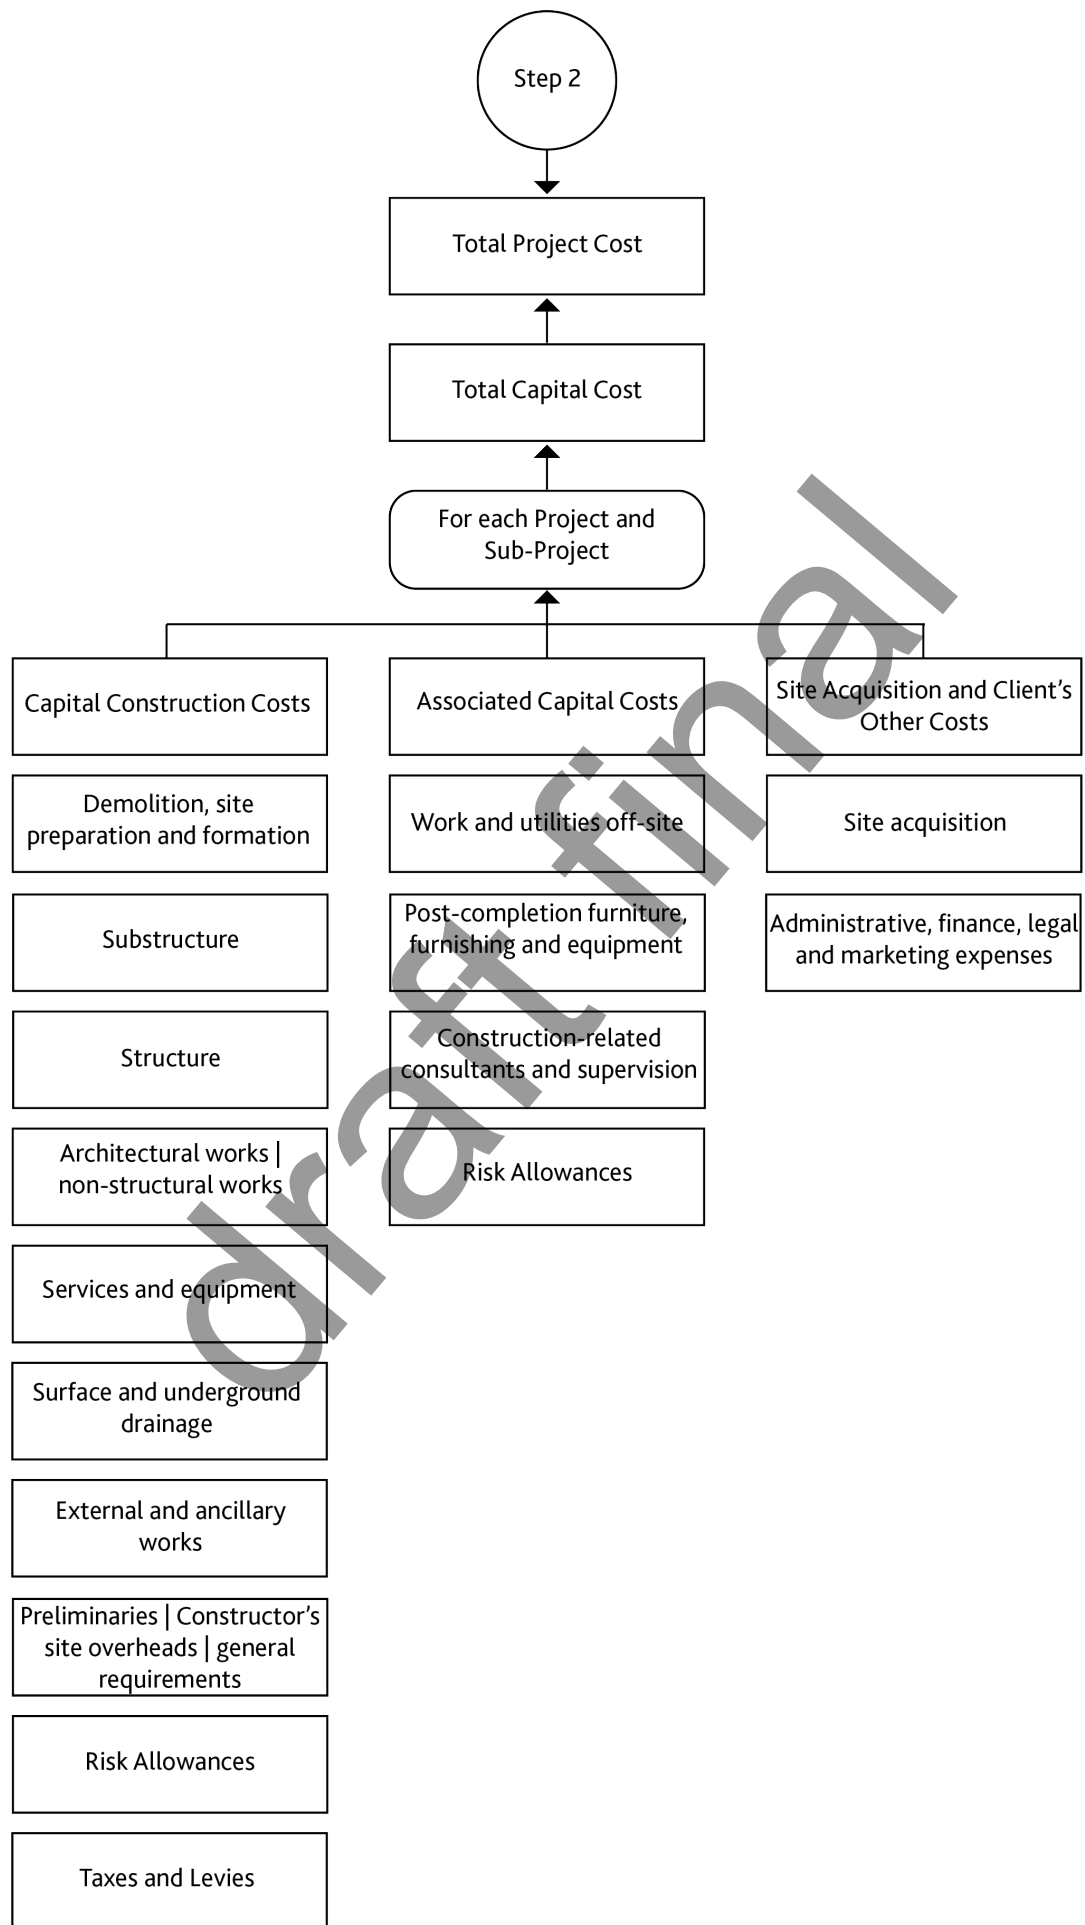 Step 2
Total Project Cost
Total Capital Cost
For each Project and
Sub-Project
Capital Construction Costs
Associated Capital Costs
Site Acquisition and Client’s
Other Costs
Demolition, site
preparation and formation
Work and utilities off-site
Site acquisition
Substructure
Post-completion furniture,
furnishing and equipment
Administrative, finance, legal
and marketing expenses
Structure
Construction-related
consultants and supervision
Architectural works |
non-structural works
Risk Allowances
Services and equipment
Surface and underground
drainage
External and ancillary
works
Preliminaries | Constructor’s
site overheads | general
requirements
Risk Allowances
Taxes and Levies
draft final